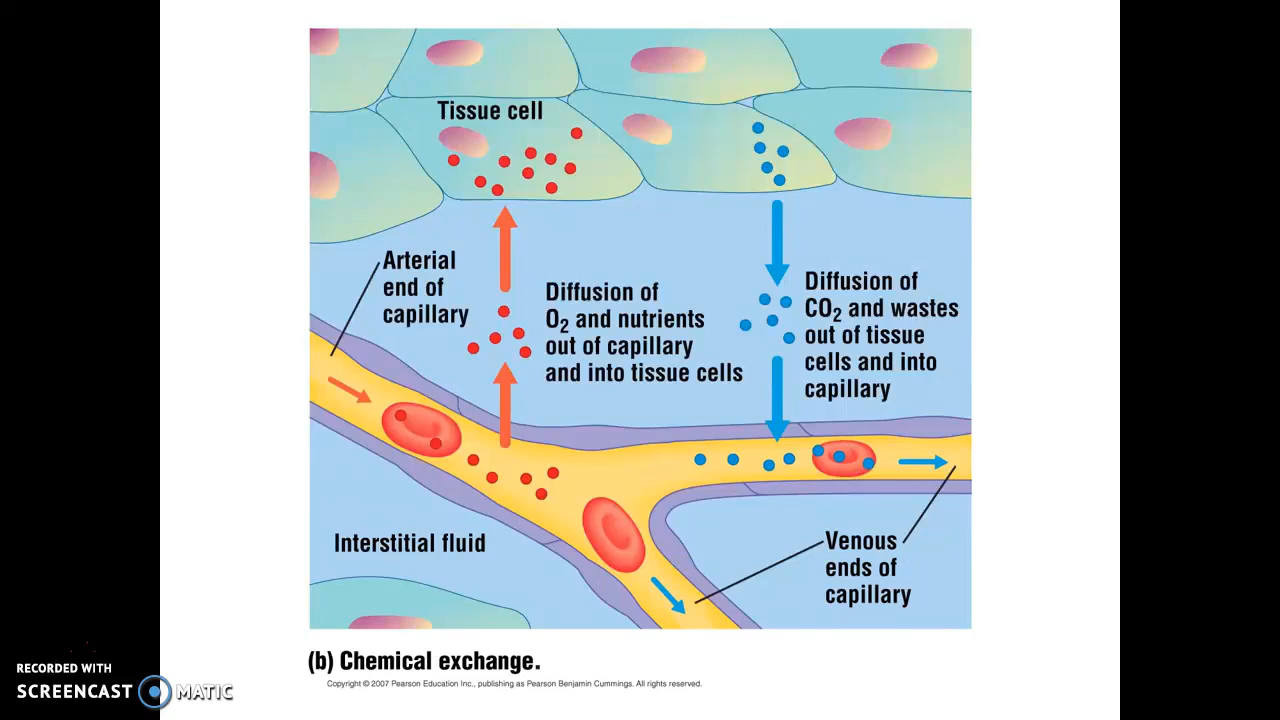 Tissue cell
Arterial
end of
capillary
Diffusion of
O₂ and nutrients
out of capillary
and into tissue cells
Diffusion of
CO₂ and wastes
out of tissue
cells and into
capillary
Interstitial fluid
Venous
ends of
capillary
(b) Chemical exchange.
Copyright © 2007 Pearson Education Inc., publishing as Pearson Benjamin Cummings. All rights reserved.
RECORDED WITH
SCREENCAST MATIC